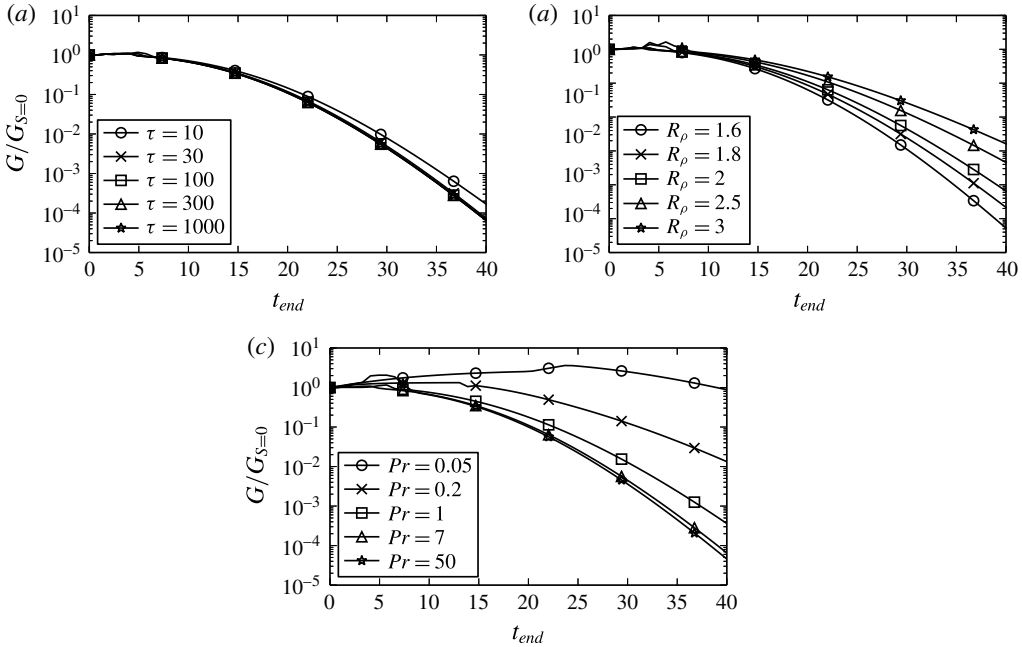 (a)
10^1
10^0
10^-1
10^-2
10^-3
10^-4
10^-5
G/G_{S=0}
τ = 10
τ = 30
τ = 100
τ = 300
τ = 1000
0 5 10 15 20 25 30 35 40
t_{end}
(a)
10^1
10^0
10^-1
10^-2
10^-3
10^-4
10^-5
R_ρ = 1.6
R_ρ = 1.8
R_ρ = 2
R_ρ = 2.5
R_ρ = 3
0 5 10 15 20 25 30 35 40
t_{end}
(c)
10^1
10^0
10^-1
10^-2
10^-3
10^-4
10^-5
G/G_{S=0}
Pr = 0.05
Pr = 0.2
Pr = 1
Pr = 7
Pr = 50
0 5 10 15 20 25 30 35 40
t_{end}